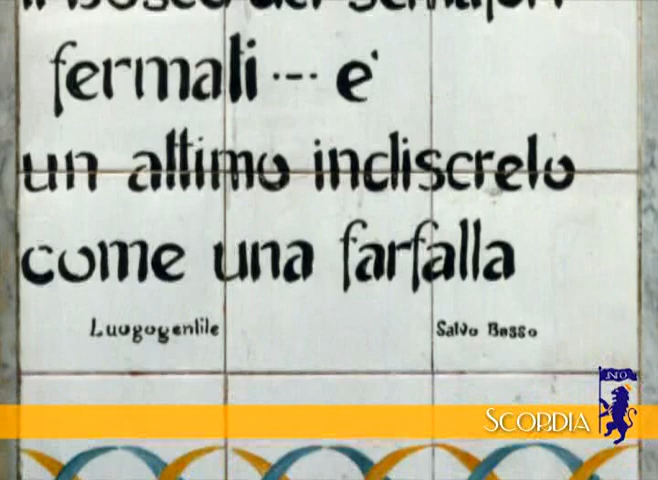 fermati --- è
un attimo indiscreto
come una farfalla
Luogogentile
Salvo Basso
SCORDIA